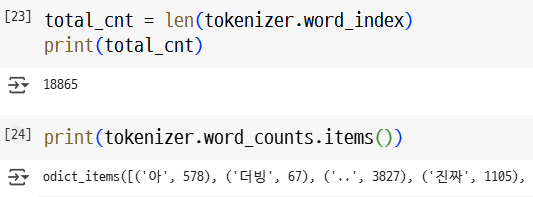 [23] total_cnt = len(tokenizer.word_index)
print(total_cnt)
18865
[24] print(tokenizer.word_counts.items())
odict_items([('아', 578), ('더빙', 67), ('..', 3827), ('진짜', 1105),